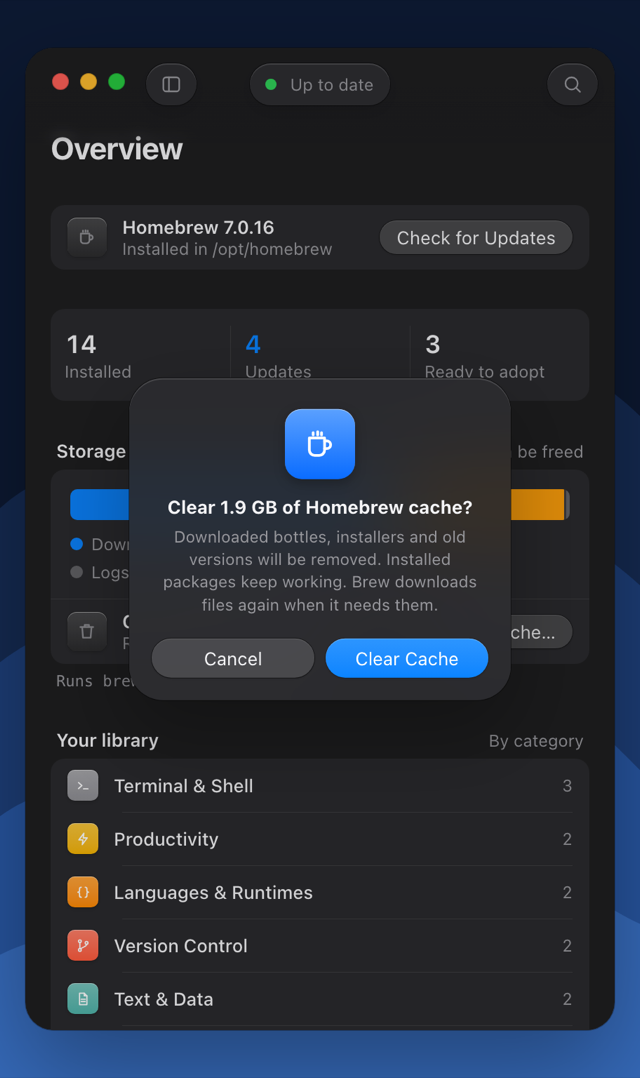 Up to date
Overview
Homebrew 7.0.16
Installed in /opt/homebrew
Check for Updates
14
Installed
4
Updates
3
Ready to adopt
Storage
be freed
Clear 1.9 GB of Homebrew cache?
Downloaded bottles, installers and old
versions will be removed. Installed
packages keep working. Brew downloads
files again when it needs them.
Cancel
Clear Cache
Logs
Runs
Your library
By category
Terminal & Shell
3
Productivity
2
Languages & Runtimes
2
Version Control
2
Text & Data
2